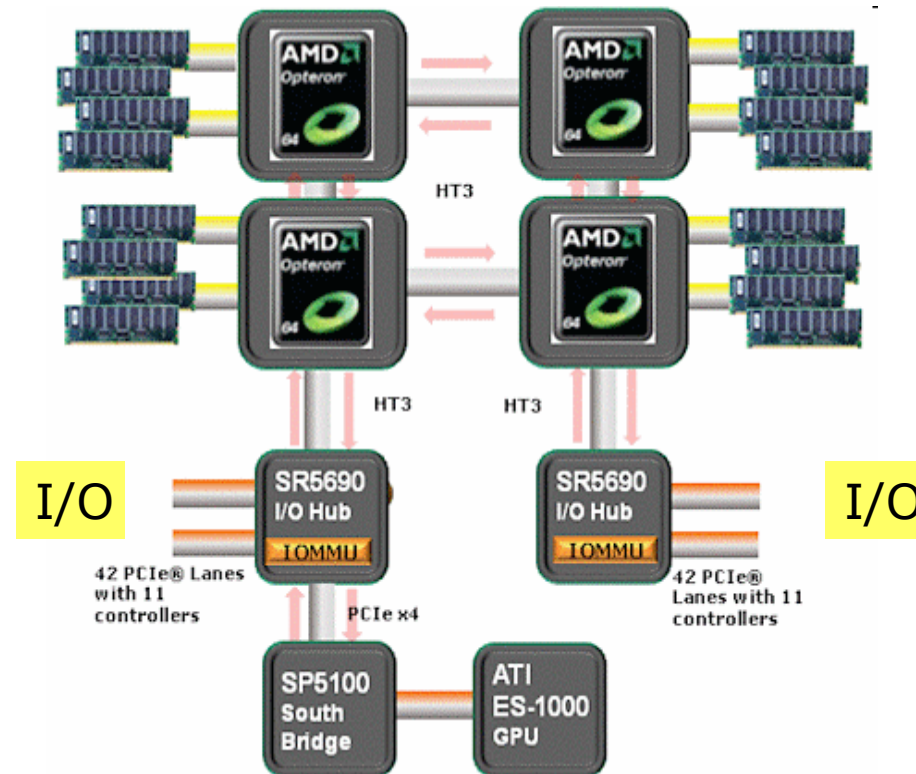 AMD
Opteron
64
AMD
Opteron
64
HT3
AMD
Opteron
64
AMD
Opteron
64
HT3
HT3
I/O
SR5690
I/O Hub
IOMMU
SR5690
I/O Hub
IOMMU
I/O
42 PCIe® Lanes
with 11
controllers
PCIe x4
42 PCIe®
Lanes with 11
controllers
SP5100
South
Bridge
ATI
ES-1000
GPU